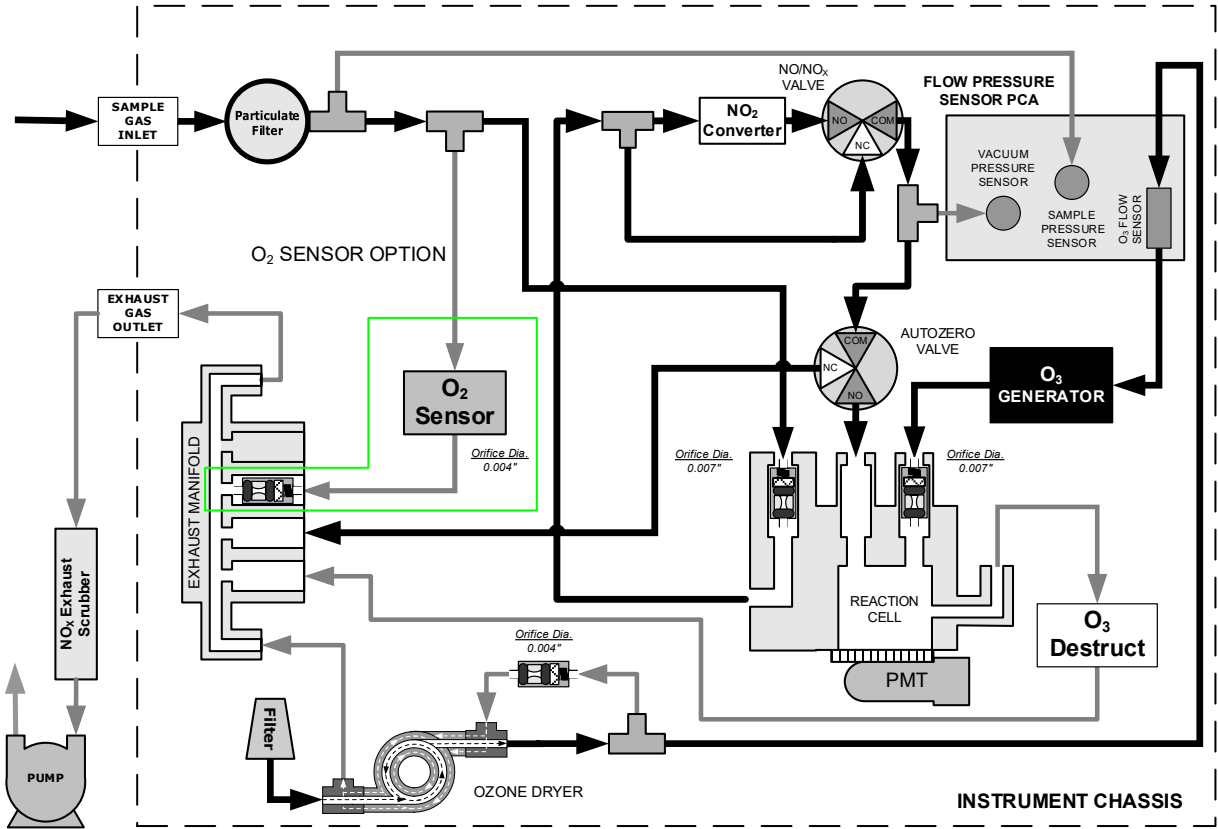 SAMPLE
GAS
INLET
Particulate
Filter
NO/NOX
VALVE
NO2
Converter
NO
COM
NC
FLOW PRESSURE
SENSOR PCA
VACUUM
PRESSURE
SENSOR
SAMPLE
PRESSURE
SENSOR
O3 FLOW
SENSOR
O2 SENSOR OPTION
EXHAUST
GAS
OUTLET
O2
Sensor
Orifice Dia.
0.004"
COM
NC
NO
AUTOZERO
VALVE
O3
GENERATOR
Orifice Dia.
0.007"
Orifice Dia.
0.007"
EXHAUST MANIFOLD
NOX Exhaust
Scrubber
REACTION
CELL
O3
Destruct
PMT
Orifice Dia.
0.004"
Filter
PUMP
OZONE DRYER
INSTRUMENT CHASSIS